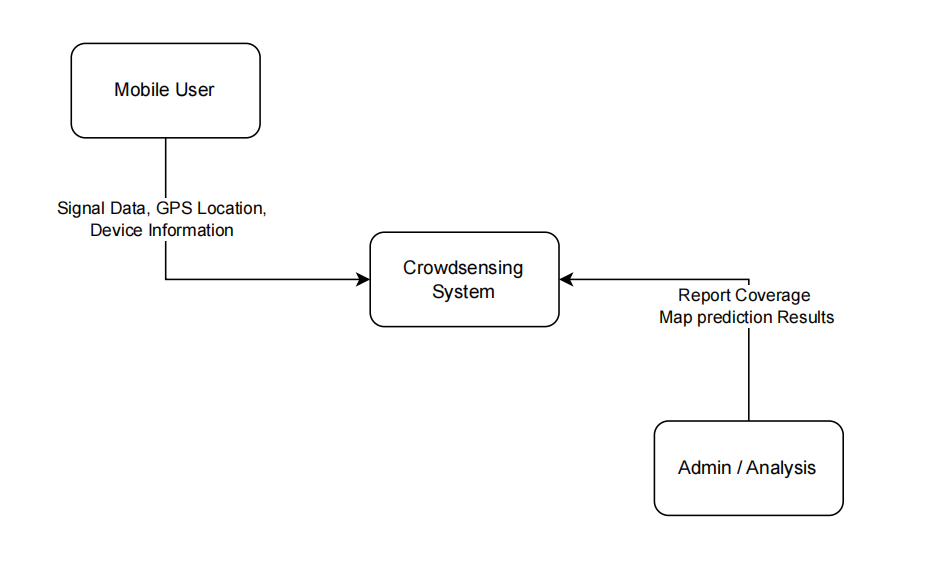 Mobile User
Signal Data, GPS Location,
Device Information
Crowdsensing
System
Report Coverage
Map prediction Results
Admin / Analysis